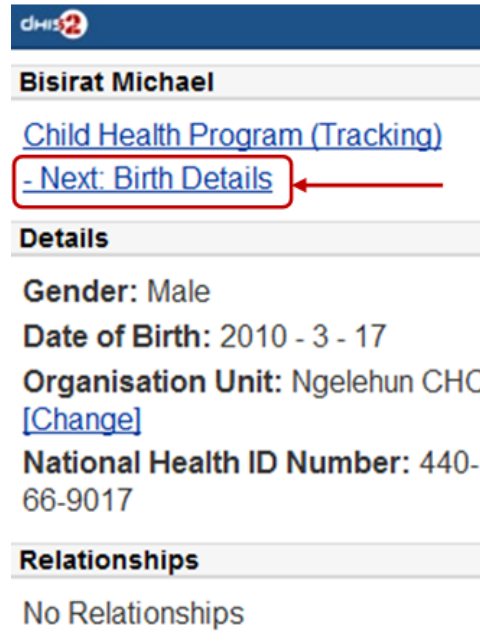 dHIS2
Bisirat Michael
Child Health Program (Tracking)
- Next: Birth Details
Details
Gender: Male
Date of Birth: 2010 - 3 - 17
Organisation Unit: Ngelehun CHC
[Change]
National Health ID Number: 440-
66-9017
Relationships
No Relationships